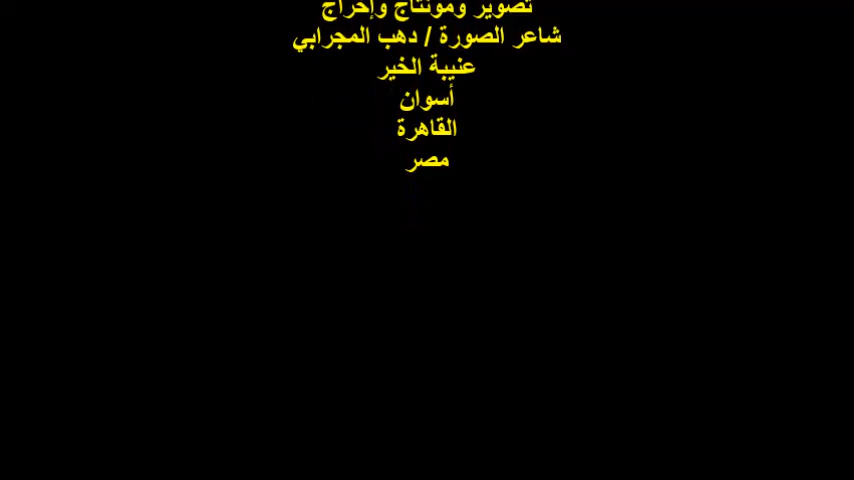 تصوير ومونتاج وإخراج
شاعر الصورة / دهب المجرابي
عنيبة الخير
أسوان
القاهرة
مصر